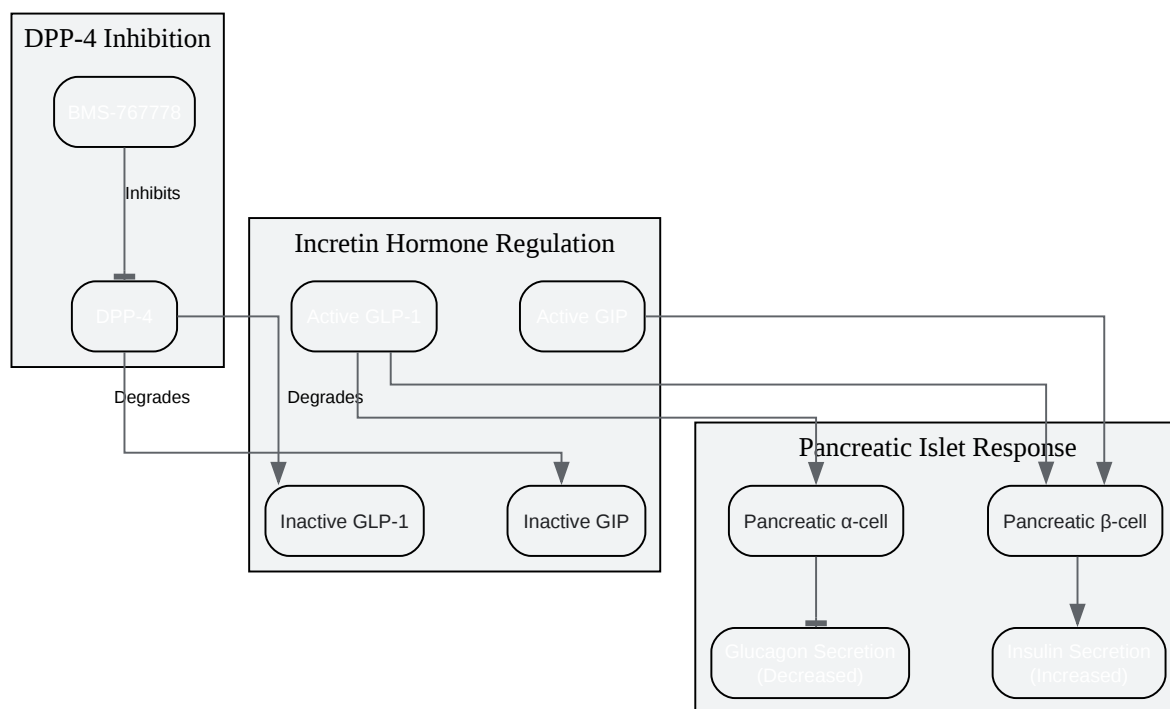 DPP-4 Inhibition
BMS-767778
Inhibits
DPP-4
Degrades
Degrades
Incretin Hormone Regulation
Active GLP-1
Active GIP
Inactive GLP-1
Inactive GIP
Pancreatic Islet Response
Pancreatic α-cell
Pancreatic β-cell
Glucagon Secretion
(Decreased)
Insulin Secretion
(Increased)